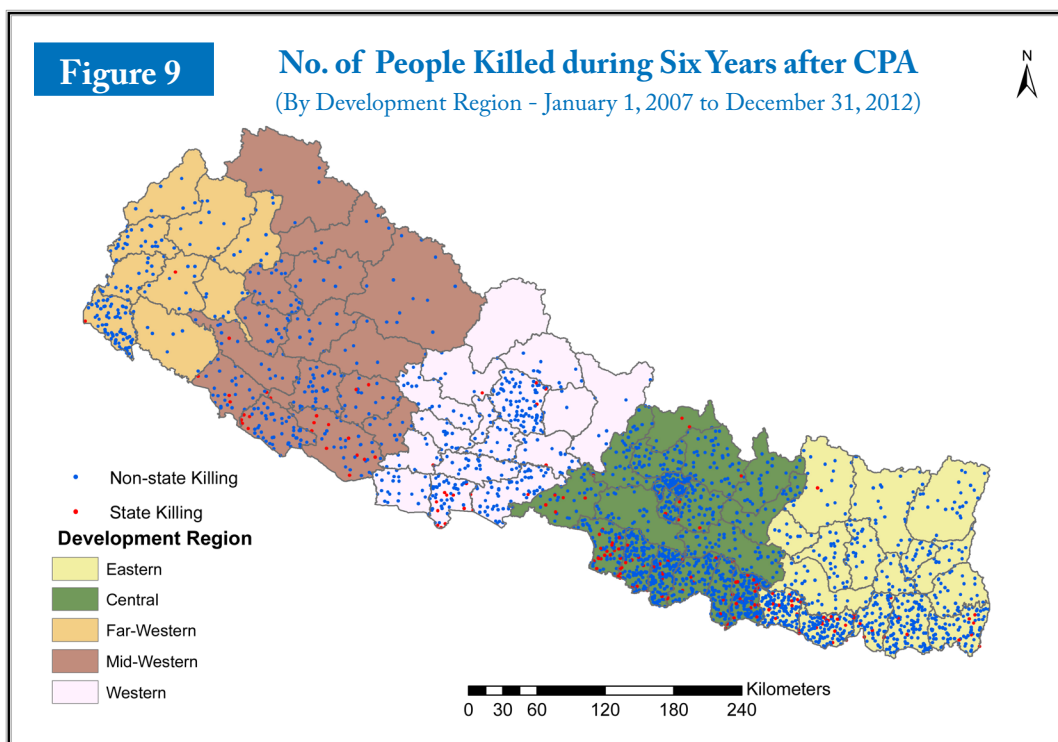 Figure 9
No. of People Killed during Six Years after CPA
(By Development Region - January 1, 2007 to December 31, 2012)
N
Non-state Killing
State Killing
Development Region
Eastern
Central
Far-Western
Mid-Western
Western
Kilometers
0 30 60 120 180 240